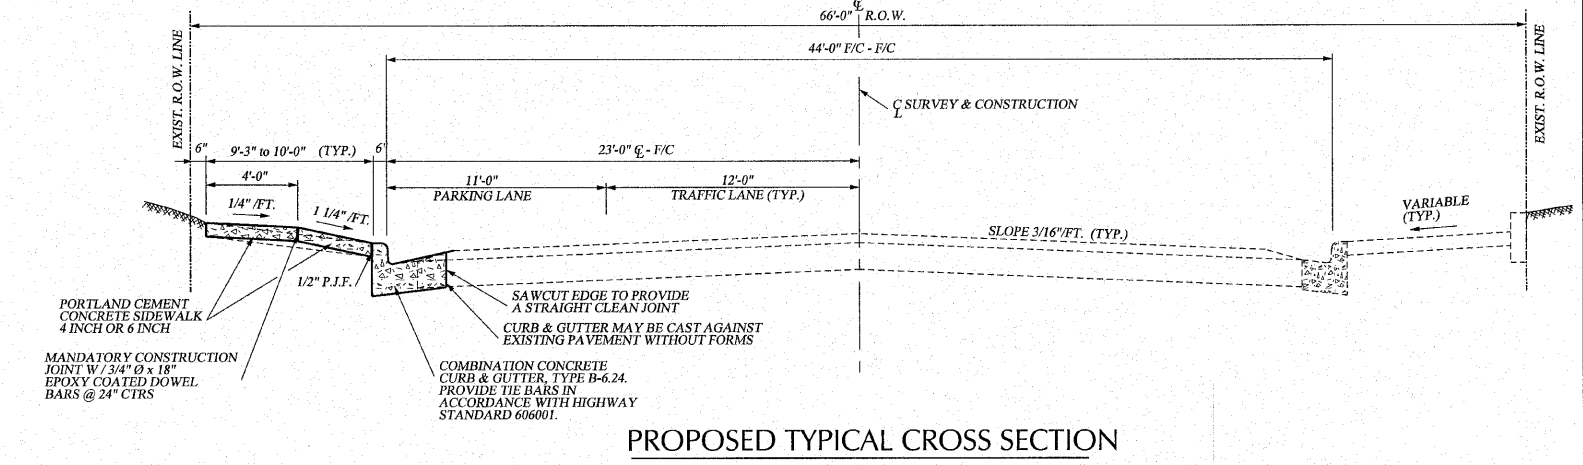 ℄
66'-0" R.O.W.
44'-0" F/C - F/C
EXIST. R.O.W. LINE
EXIST. R.O.W. LINE
℄ SURVEY & CONSTRUCTION
6"
9'-3" to 10'-0" (TYP.)
6"
23'-0" ℄ - F/C
4'-0"
11'-0"
PARKING LANE
12'-0"
TRAFFIC LANE (TYP.)
1/4" /FT.
1 1/4" /FT.
VARIABLE
(TYP.)
SLOPE 3/16"/FT. (TYP.)
1/2" P.J.F.
PORTLAND CEMENT
CONCRETE SIDEWALK
4 INCH OR 6 INCH
SAWCUT EDGE TO PROVIDE
A STRAIGHT CLEAN JOINT
CURB & GUTTER MAY BE CAST AGAINST
EXISTING PAVEMENT WITHOUT FORMS
MANDATORY CONSTRUCTION
JOINT W / 3/4" Ø x 18"
EPOXY COATED DOWEL
BARS @ 24" CTRS
COMBINATION CONCRETE
CURB & GUTTER, TYPE B-6.24.
PROVIDE TIE BARS IN
ACCORDANCE WITH HIGHWAY
STANDARD 606001.
PROPOSED TYPICAL CROSS SECTION